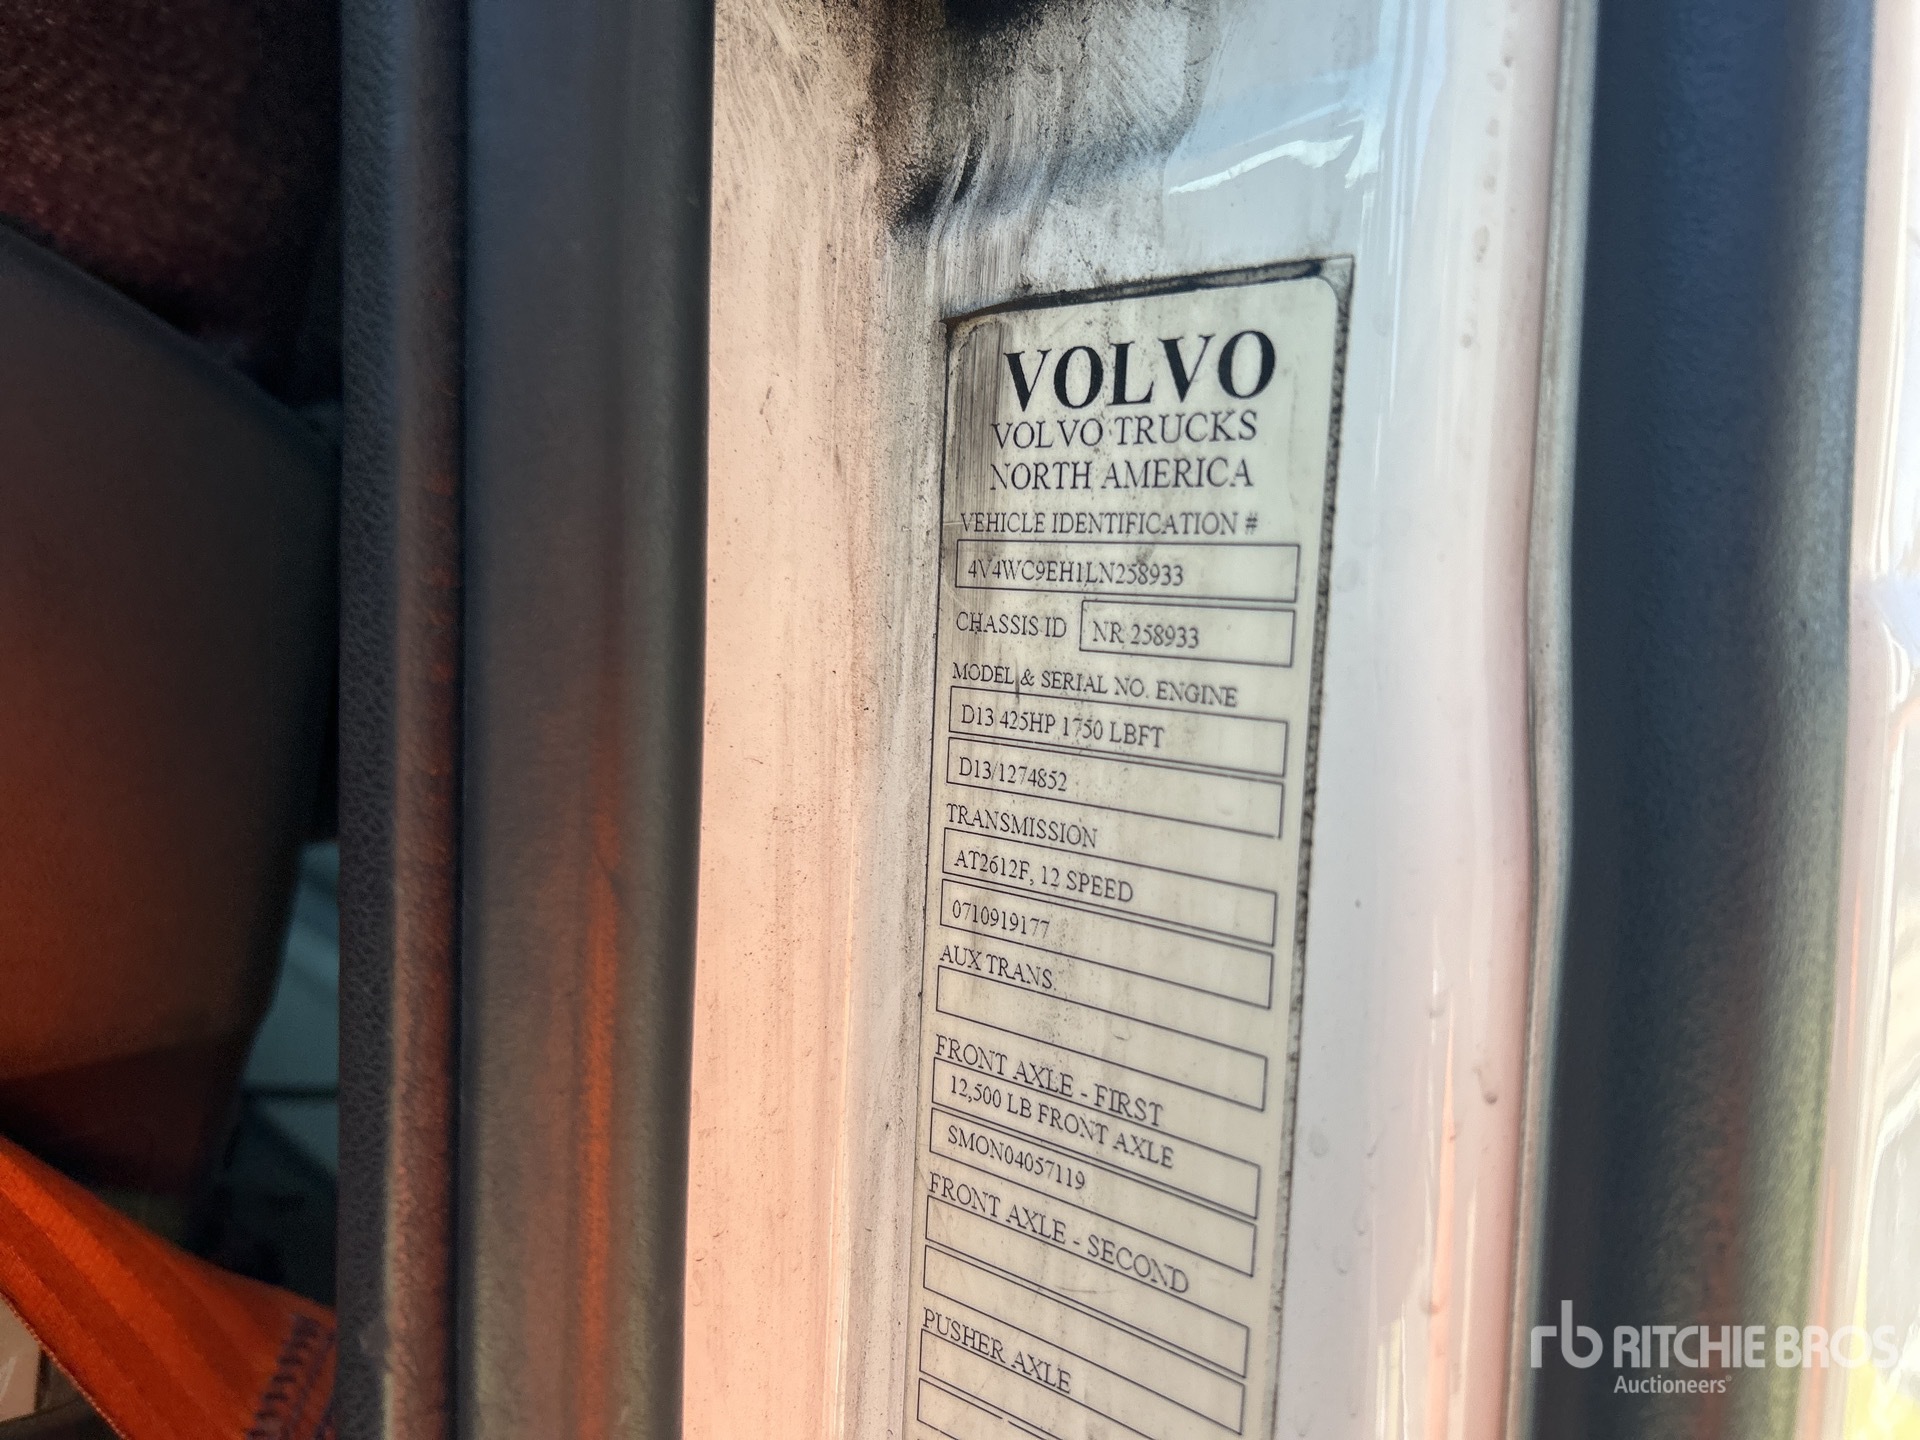 VOLVO
VOLVO TRUCKS
NORTH AMERICA
VEHICLE IDENTIFICATION #
4V4WC9EH1LN258933
CHASSIS ID NR 258933
MODEL & SERIAL NO. ENGINE
D13 425HP 1750 LBFT
D13/1274852
TRANSMISSION
AT2612F, 12 SPEED
0710919177
AUX TRANS.
FRONT AXLE - FIRST
12,500 LB FRONT AXLE
SMON04057119
FRONT AXLE - SECOND
PUSHER AXLE
rb RITCHIE BROS
Auctioneers